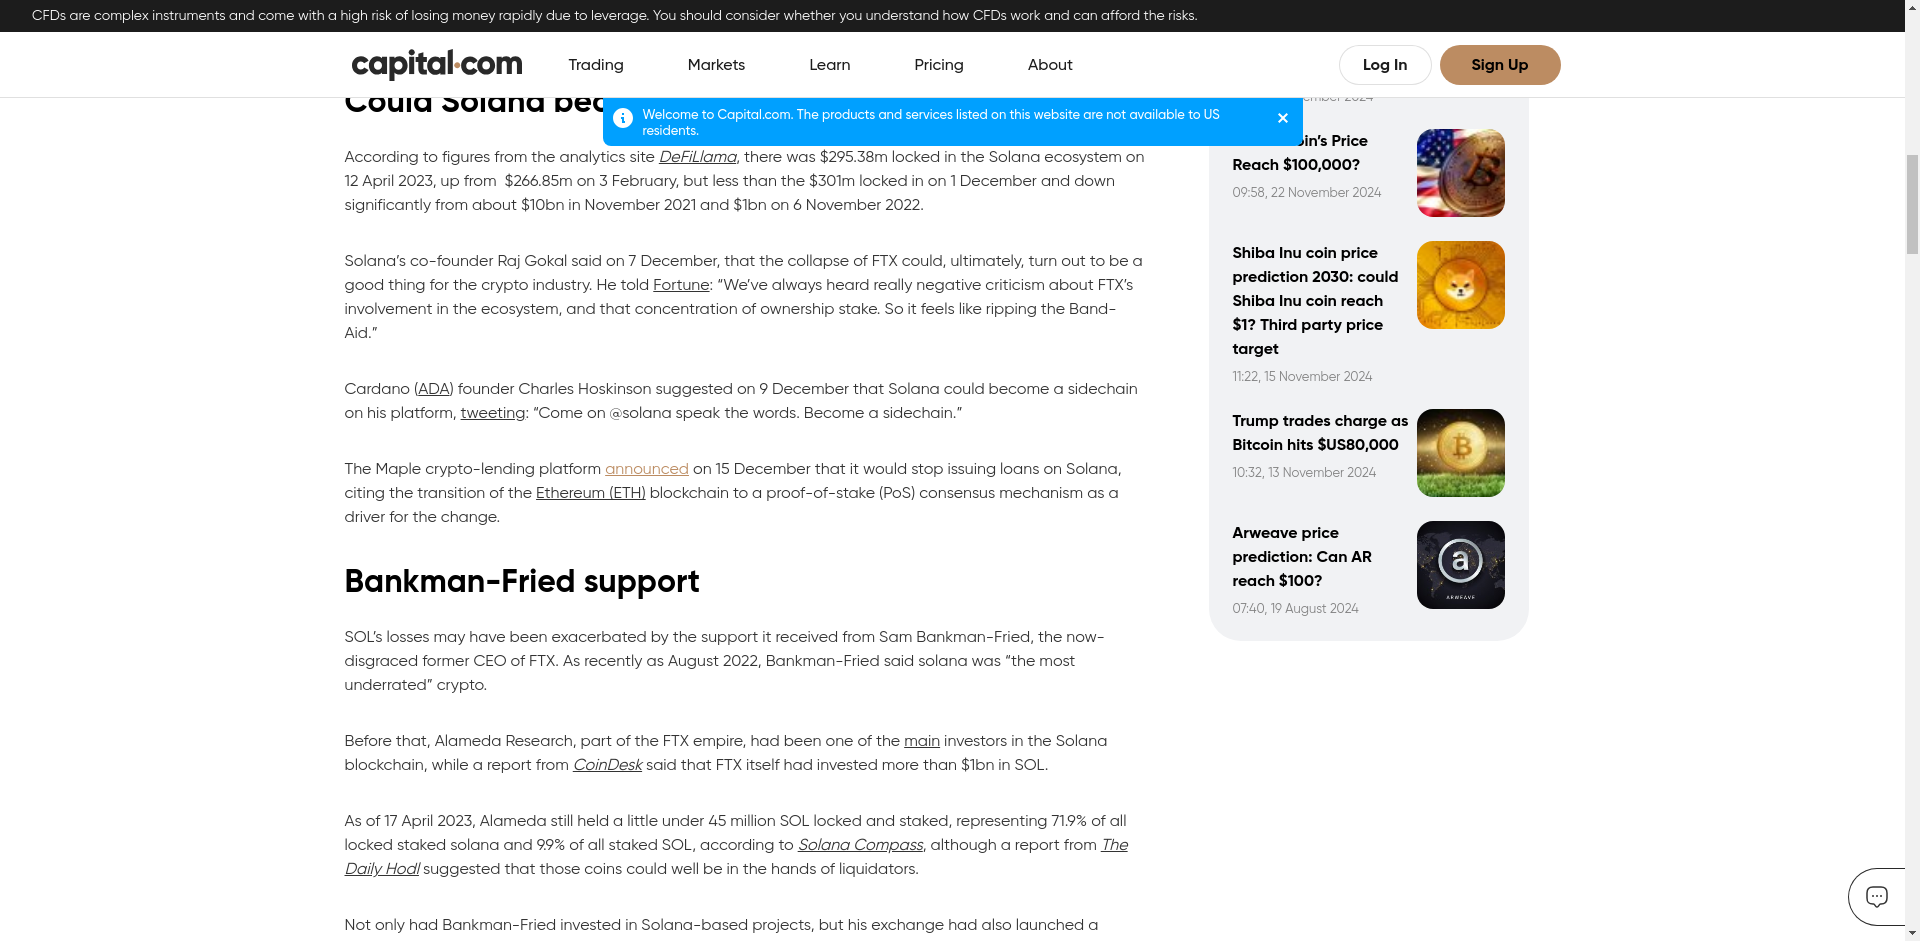 CFDs are complex instruments and come with a high risk of losing money rapidly due to leverage. You should consider whether you understand how CFDs work and can afford the risks.
capital.com
Trading
Markets
Learn
Pricing
About
Log In
Sign Up
Welcome to Capital.com. The products and services listed on this website are not available to US
residents.
Could Solana
According to figures from the analytics site DeFiLlama, there was $295.38m locked in the Solana ecosystem on
12 April 2023, up from $266.85m on 3 February, but less than the $301m locked in on 1 December and down
significantly from about $10bn in November 2021 and $1bn on 6 November 2022.
Solana’s co-founder Raj Gokal said on 7 December, that the collapse of FTX could, ultimately, turn out to be a
good thing for the crypto industry. He told Fortune: “We’ve always heard really negative criticism about FTX’s
involvement in the ecosystem, and that concentration of ownership stake. So it feels like ripping the Band-
Aid.”
Cardano (ADA) founder Charles Hoskinson suggested on 9 December that Solana could become a sidechain
on his platform, tweeting: “Come on @solana speak the words. Become a sidechain.”
The Maple crypto-lending platform announced on 15 December that it would stop issuing loans on Solana,
citing the transition of the Ethereum (ETH) blockchain to a proof-of-stake (PoS) consensus mechanism as a
driver for the change.
Bankman-Fried support
SOL’s losses may have been exacerbated by the support it received from Sam Bankman-Fried, the now-
disgraced former CEO of FTX. As recently as August 2022, Bankman-Fried said solana was “the most
underrated” crypto.
Before that, Alameda Research, part of the FTX empire, had been one of the main investors in the Solana
blockchain, while a report from CoinDesk said that FTX itself had invested more than $1bn in SOL.
As of 17 April 2023, Alameda still held a little under 45 million SOL locked and staked, representing 71.9% of all
locked staked solana and 9.9% of all staked SOL, according to Solana Compass, although a report from The
Daily Hodl suggested that those coins could well be in the hands of liquidators.
Not only had Bankman-Fried invested in Solana-based projects, but his exchange had also launched a
2024
Price
Reach $100,000?
09:58, 22 November 2024
Shiba Inu coin price
prediction 2030: could
Shiba Inu coin reach
$1? Third party price
target
11:22, 15 November 2024
Trump trades charge as
Bitcoin hits $US80,000
10:32, 13 November 2024
Arweave price
prediction: Can AR
reach $100?
07:40, 19 August 2024
ARWEAVE